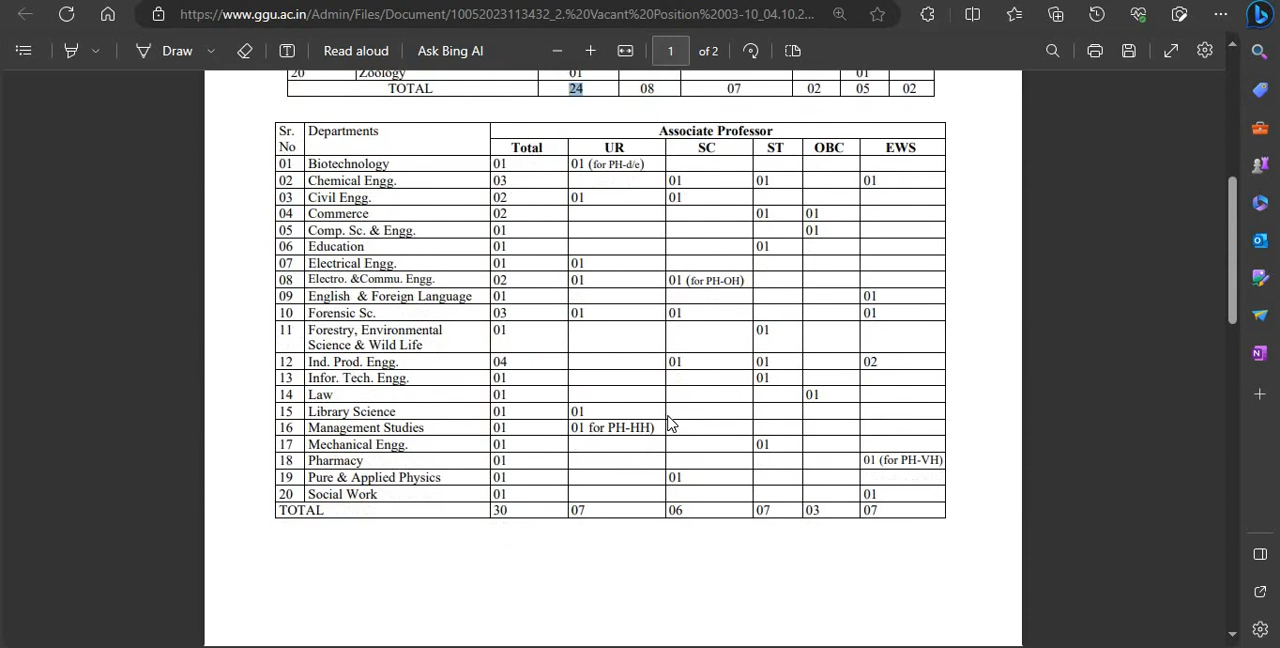 https://www.ggu.ac.in/Admin/Files/Document/10052023113432_2.%20Vacant%20Position%2003-10_04.10.2...
Draw Read aloud Ask Bing AI 1 of 2
20 Zoology 01 01
TOTAL 24 08 07 02 05 02
Sr. No Departments Associate Professor
Total UR SC ST OBC EWS
01 Biotechnology 01 01 (for PH-d/e)
02 Chemical Engg. 03 01 01 01
03 Civil Engg. 02 01 01
04 Commerce 02 01 01
05 Comp. Sc. & Engg. 01 01
06 Education 01 01
07 Electrical Engg. 01 01
08 Electro. &Commu. Engg. 02 01 01 (for PH-OH)
09 English & Foreign Language 01 01
10 Forensic Sc. 03 01 01 01
11 Forestry, Environmental 01 01
Science & Wild Life
12 Ind. Prod. Engg. 04 01 01 02
13 Infor. Tech. Engg. 01 01
14 Law 01 01
15 Library Science 01 01
16 Management Studies 01 01 for PH-HH)
17 Mechanical Engg. 01 01
18 Pharmacy 01 01 (for PH-VH)
19 Pure & Applied Physics 01 01
20 Social Work 01 01
TOTAL 30 07 06 07 03 07